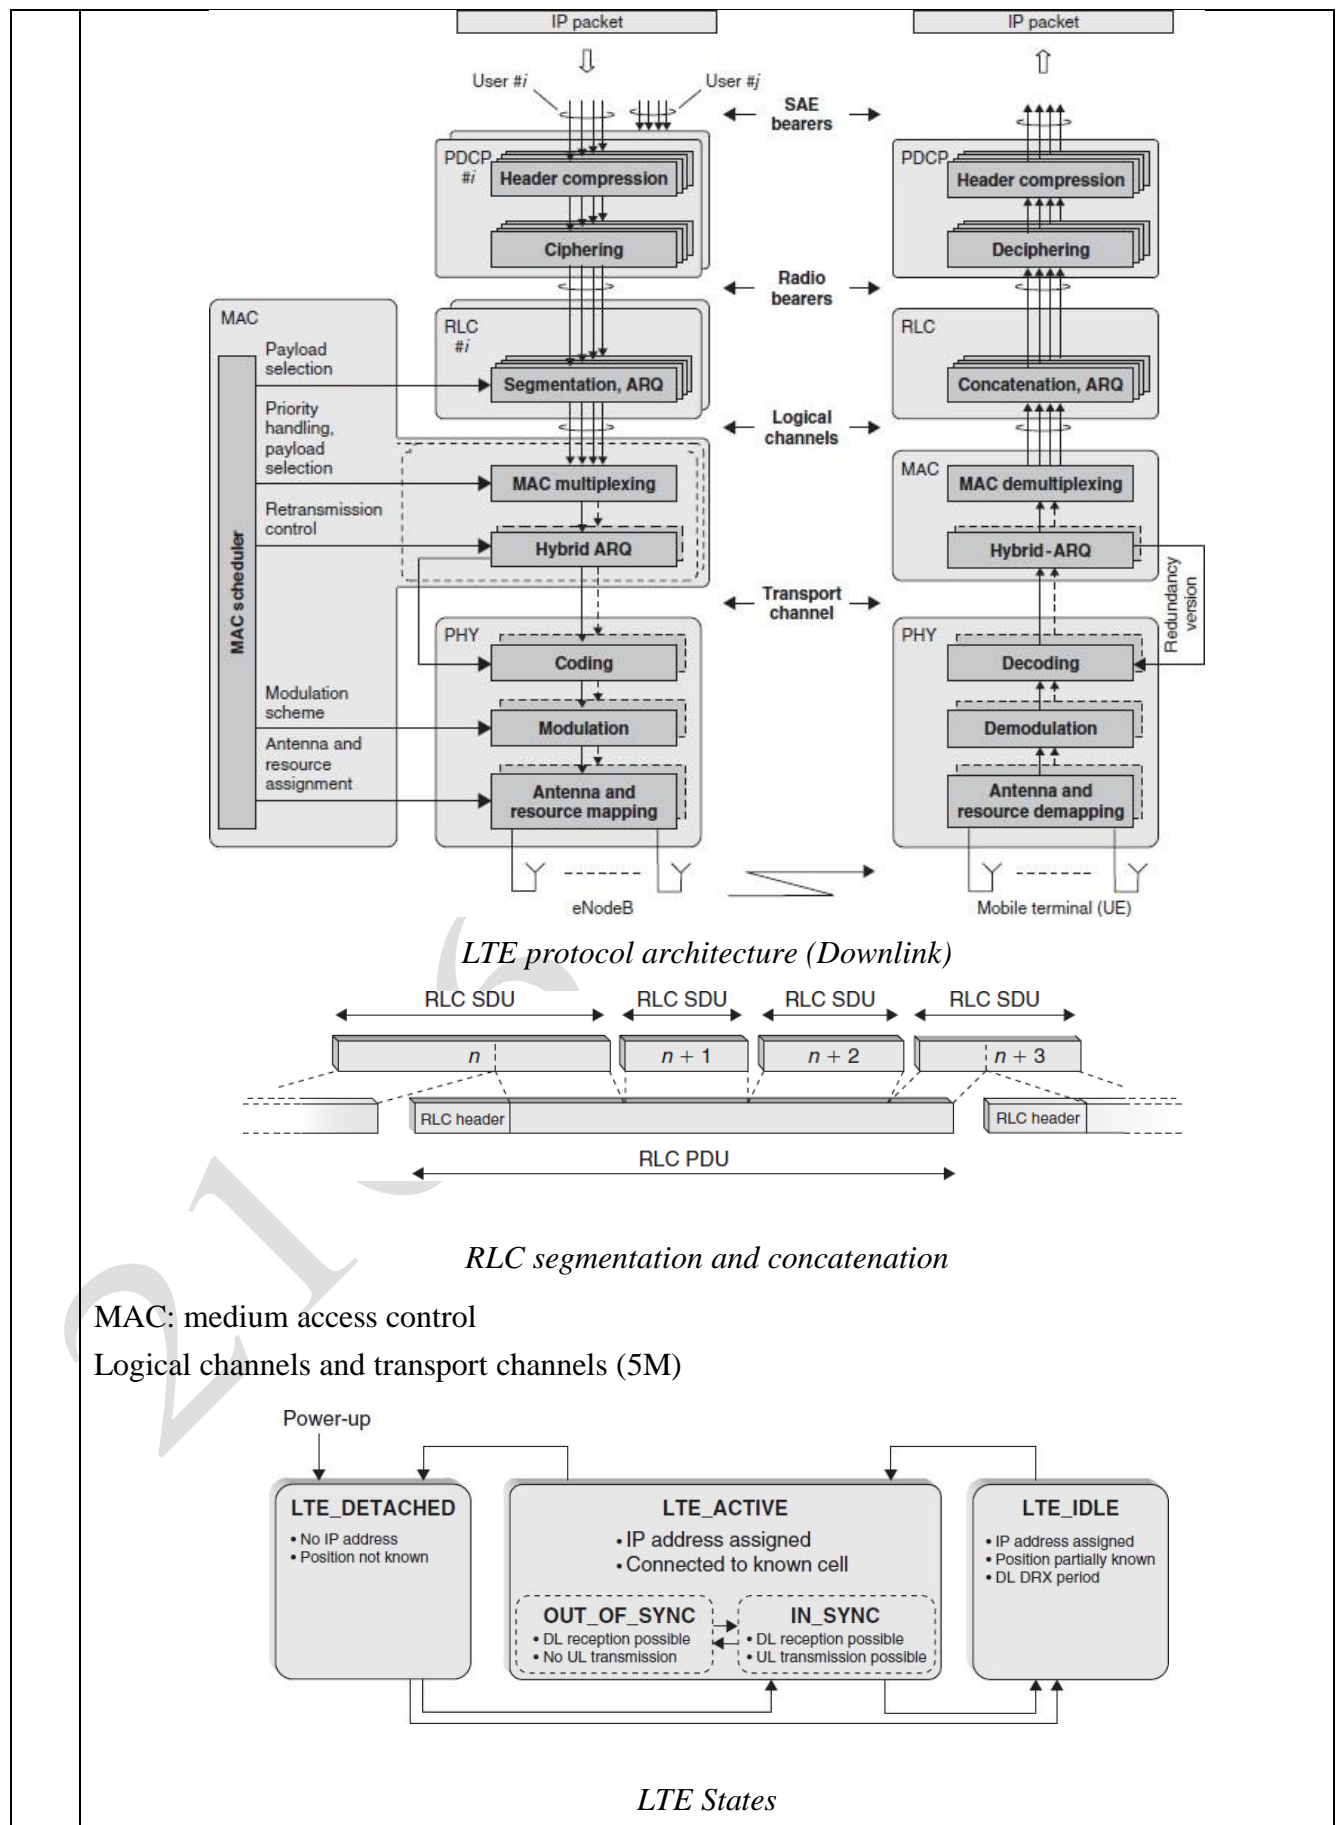 IP packet
IP packet
User #i
User #j
SAE
bearers
PDCP
#i
Header compression
Ciphering
PDCP
Header compression
Deciphering
Radio
bearers
MAC
RLC
#i
RLC
Payload
selection
Segmentation, ARQ
Concatenation, ARQ
Priority
handling,
payload
selection
Logical
channels
MAC multiplexing
MAC
MAC demultiplexing
Retransmission
control
Hybrid ARQ
Hybrid-ARQ
MAC scheduler
Transport
channel
Redundancy
version
PHY
Coding
PHY
Decoding
Modulation
scheme
Modulation
Demodulation
Antenna and
resource
assignment
Antenna and
resource mapping
Antenna and
resource demapping
eNodeB
Mobile terminal (UE)
LTE protocol architecture (Downlink)
RLC SDU RLC SDU RLC SDU RLC SDU
n n + 1 n + 2 n + 3
RLC header RLC header
RLC PDU
RLC segmentation and concatenation
MAC: medium access control
Logical channels and transport channels (5M)
Power-up
LTE_DETACHED
• No IP address
• Position not known
LTE_ACTIVE
• IP address assigned
• Connected to known cell
OUT_OF_SYNC
• DL reception possible
• No UL transmission
IN_SYNC
• DL reception possible
• UL transmission possible
LTE_IDLE
• IP address assigned
• Position partially known
• DL DRX period
LTE States